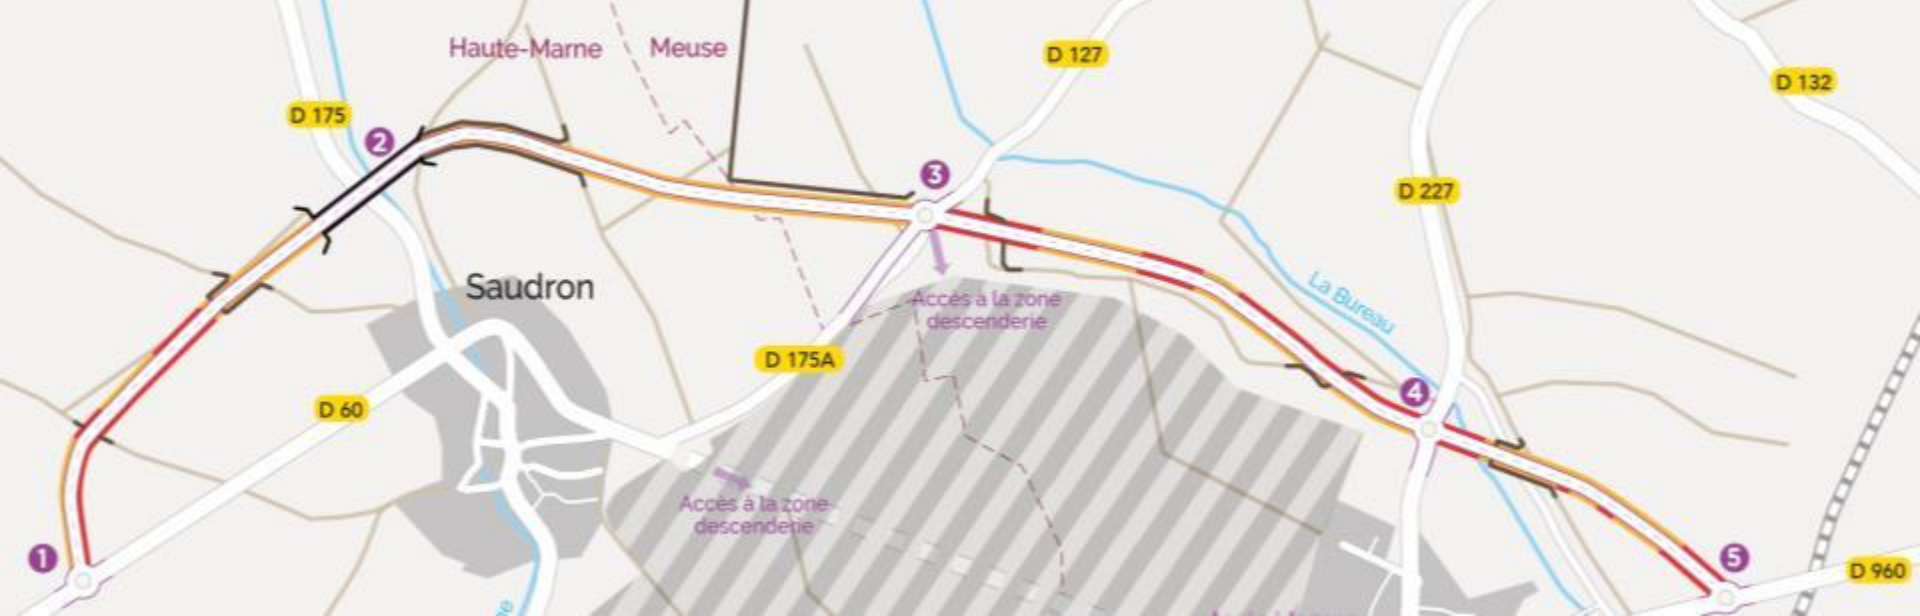 Haute-Marne
Meuse
D 127
D 132
D 175
2
3
D 227
Saudron
Accès à la zone
descenderie
La Bureau
D 175A
D 60
4
Accès à la zone
descenderie
1
5
D 960